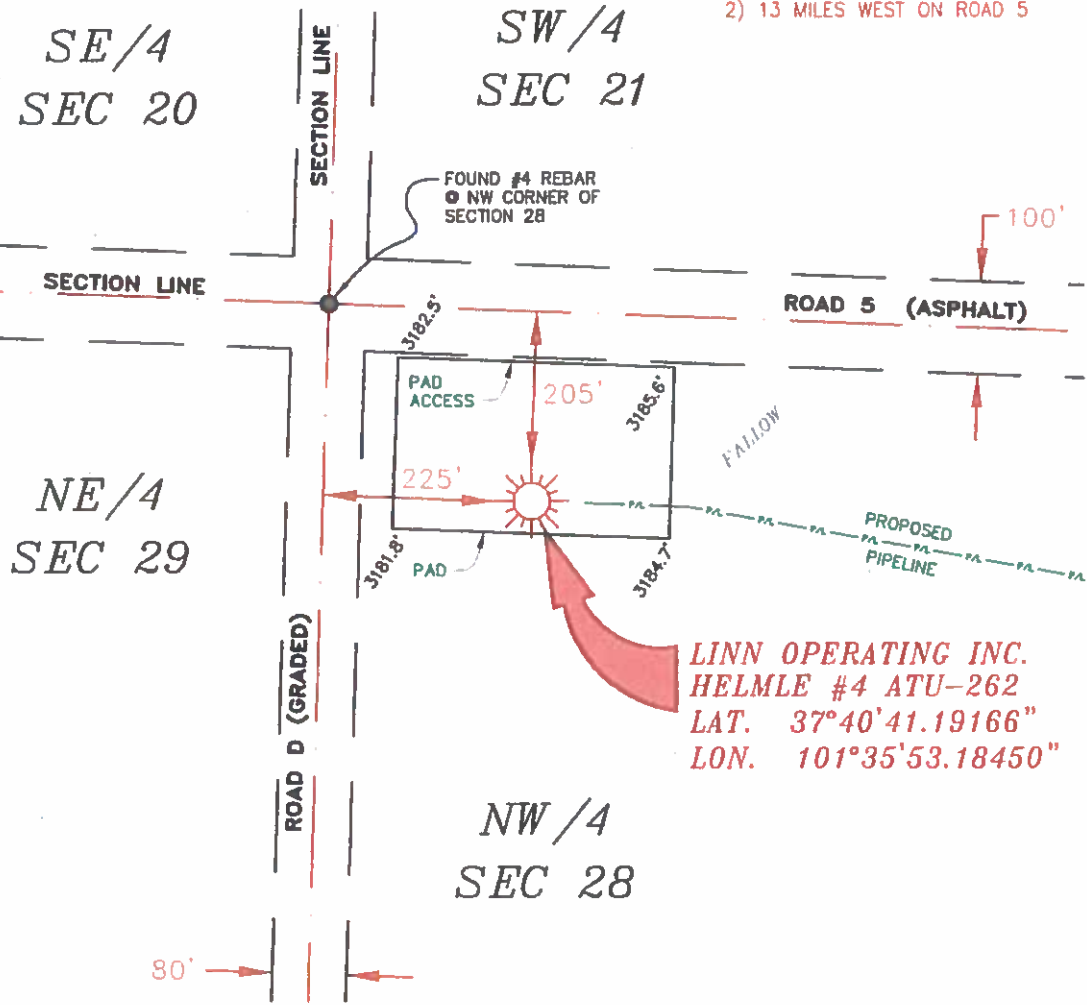 2) 13 MILES WEST ON ROAD 5
SE/4
SEC 20
SECTION LINE
SW/4
SEC 21
FOUND #4 REBAR
@ NW CORNER OF
SECTION 28
100'
SECTION LINE
ROAD 5 (ASPHALT)
3182.5'
PAD
ACCESS
205'
3185.6'
FALLOW
225'
NE/4
SEC 29
PROPOSED
PIPELINE
3181.8'
PAD
3184.7'
ROAD D (GRADED)
LINN OPERATING INC.
HELMLE #4 ATU-262
LAT. 37°40'41.19166"
LON. 101°35'53.18450"
NW/4
SEC 28
80'